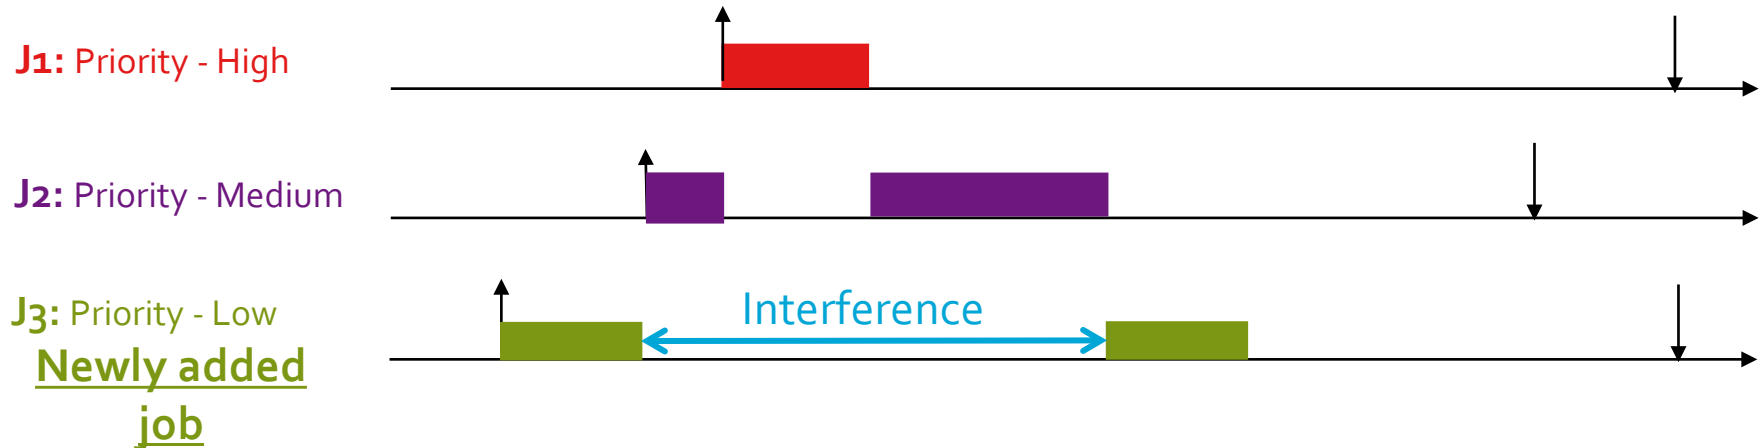 J1: Priority - High
J2: Priority - Medium
J3: Priority - Low
Interference
Newly added
job